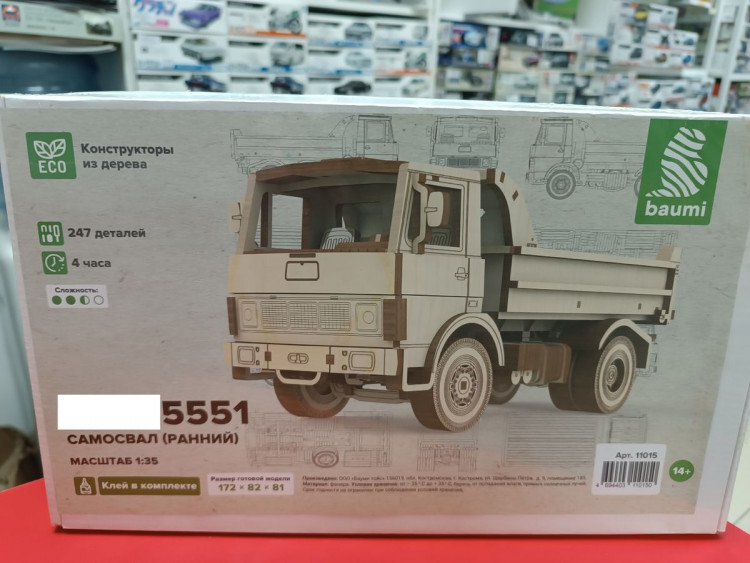 ECO
Конструкторы
из дерева
baumi
247 деталей
4 часа
Сложность:
5551
САМОСВАЛ (РАННИЙ)
МАСШТАБ 1:35
Клей в комплекте
Размер готовой модели
172 × 82 × 81
Арт. 11015
14+